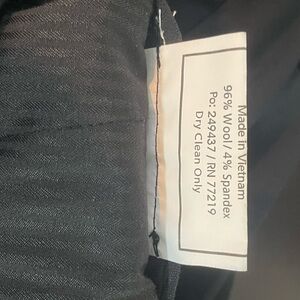 Made in Vietnam
96% Wool/ 4% Spandex
Po: 249437 / RN 77219
Dry Clean Only